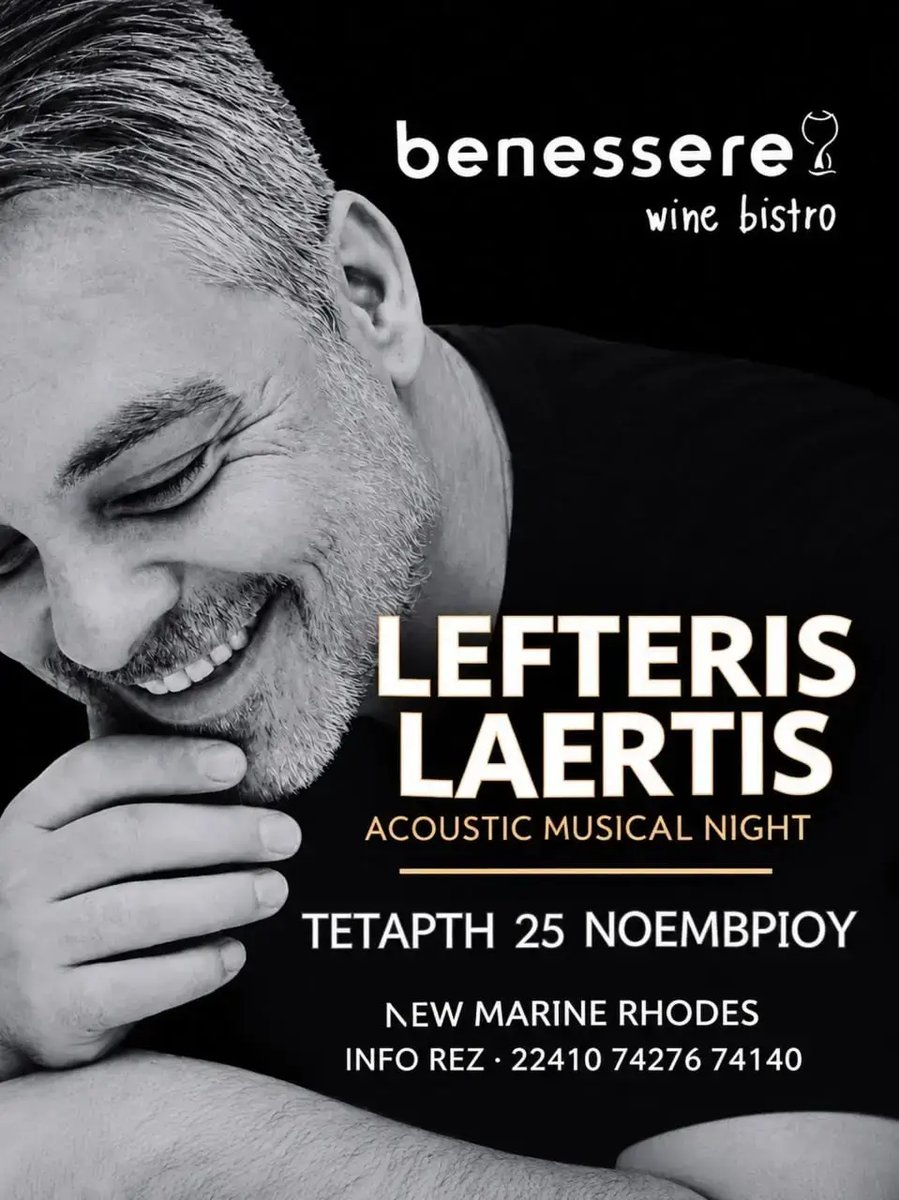 benessere
wine bistro
LEFTERIS
LAERTIS
ACOUSTIC MUSICAL NIGHT
ΤΕΤΑΡΤΗ 25 ΝΟΕΜΒΡΙΟΥ
NEW MARINE RHODES
INFO REZ · 22410 74276 74140